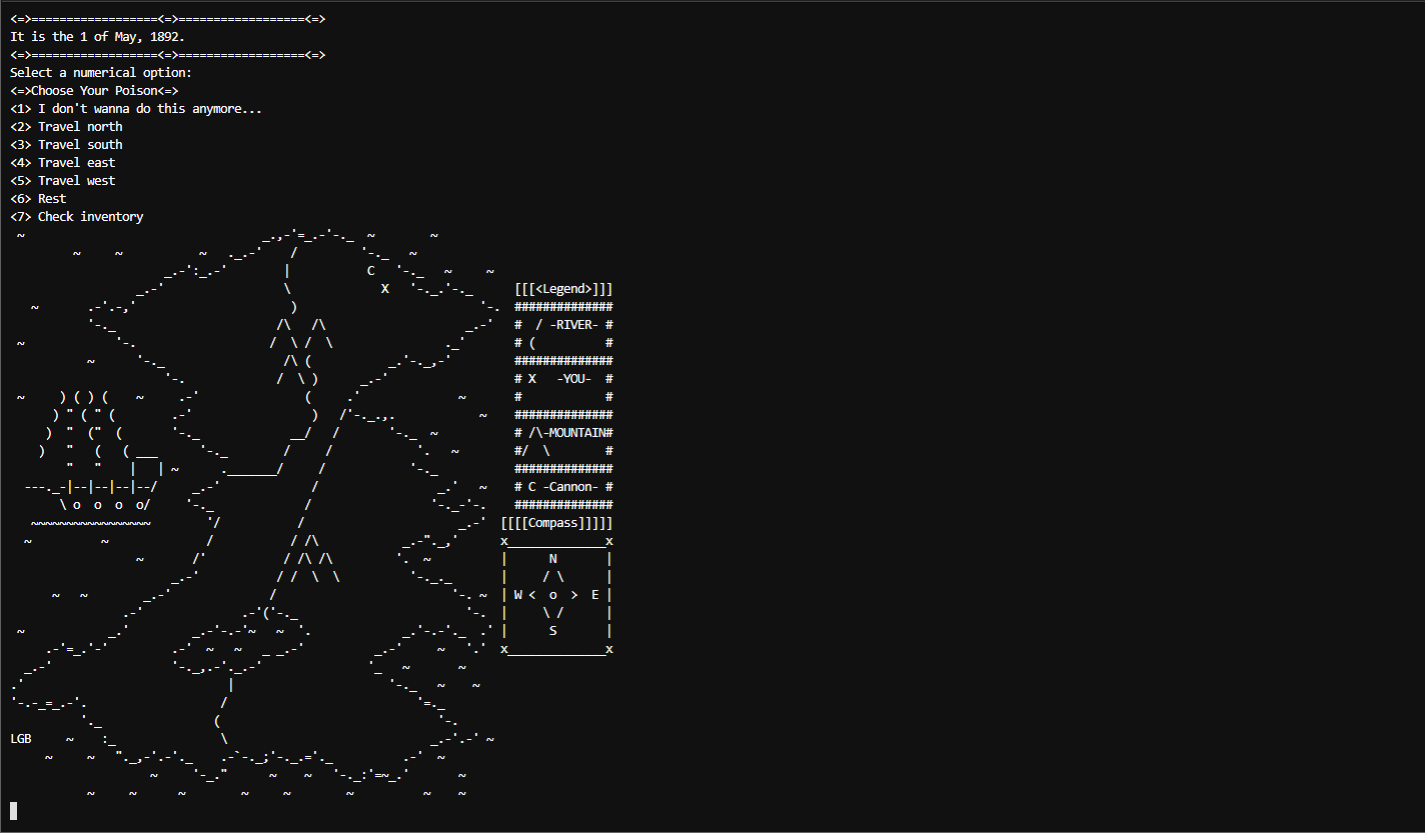 It is the 1 of May, 1892.
Select a numerical option:
<=>Choose Your Poison<=>
<1> I don't wanna do this anymore...
<2> Travel north
<3> Travel south
<4> Travel east
<5> Travel west
<6> Rest
<7> Check inventory
C
X
[[[<Legend>]]]
# / -RIVER- #
# ( #
# X -YOU- #
# /\-MOUNTAIN#
#/ \ #
# C -Cannon- #
[[[[Compass]]]]]
N
W < o > E
S
LGB